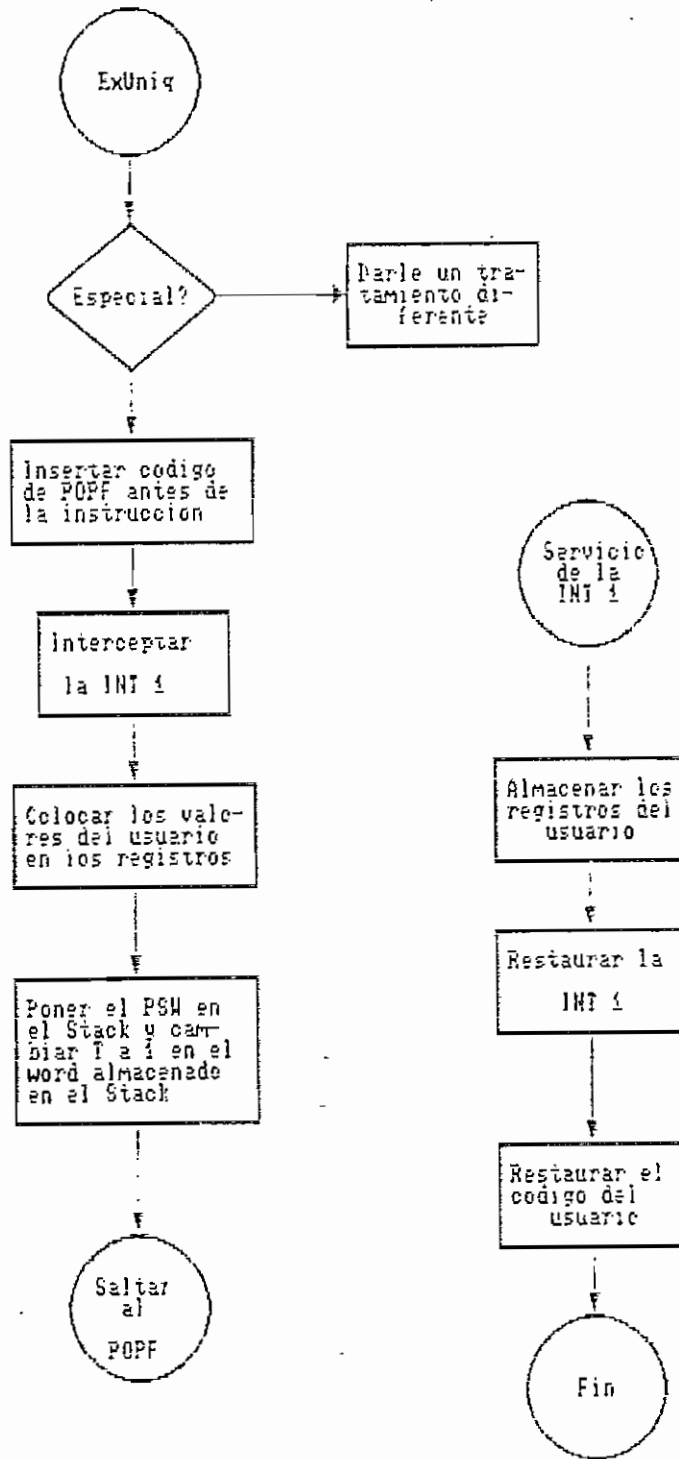 ExUniq
Especial?
Darle un tra-
tamiento di-
ferente
Insertar codigo
de POPF antes de
la instruccion
Interceptar
la INT 1
Colocar los valo-
res del usuario
en los registros
Poner el PSW en
el Stack y cam-
biar T a 1 en el
word almacenado
en el Stack
Saltar
al
POPF
Servicio
de la
INT 1
Almacenar los
registros del
usuario
Restaurar la
INT 1
Restaurar el
codigo del
usuario
Fin